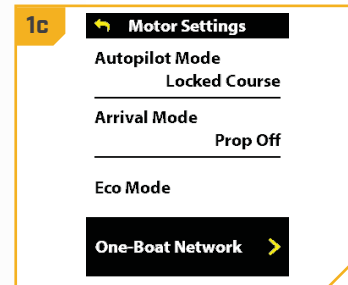 1c
Motor Settings
Autopilot Mode
Locked Course
Arrival Mode
Prop Off
Eco Mode
One-Boat Network